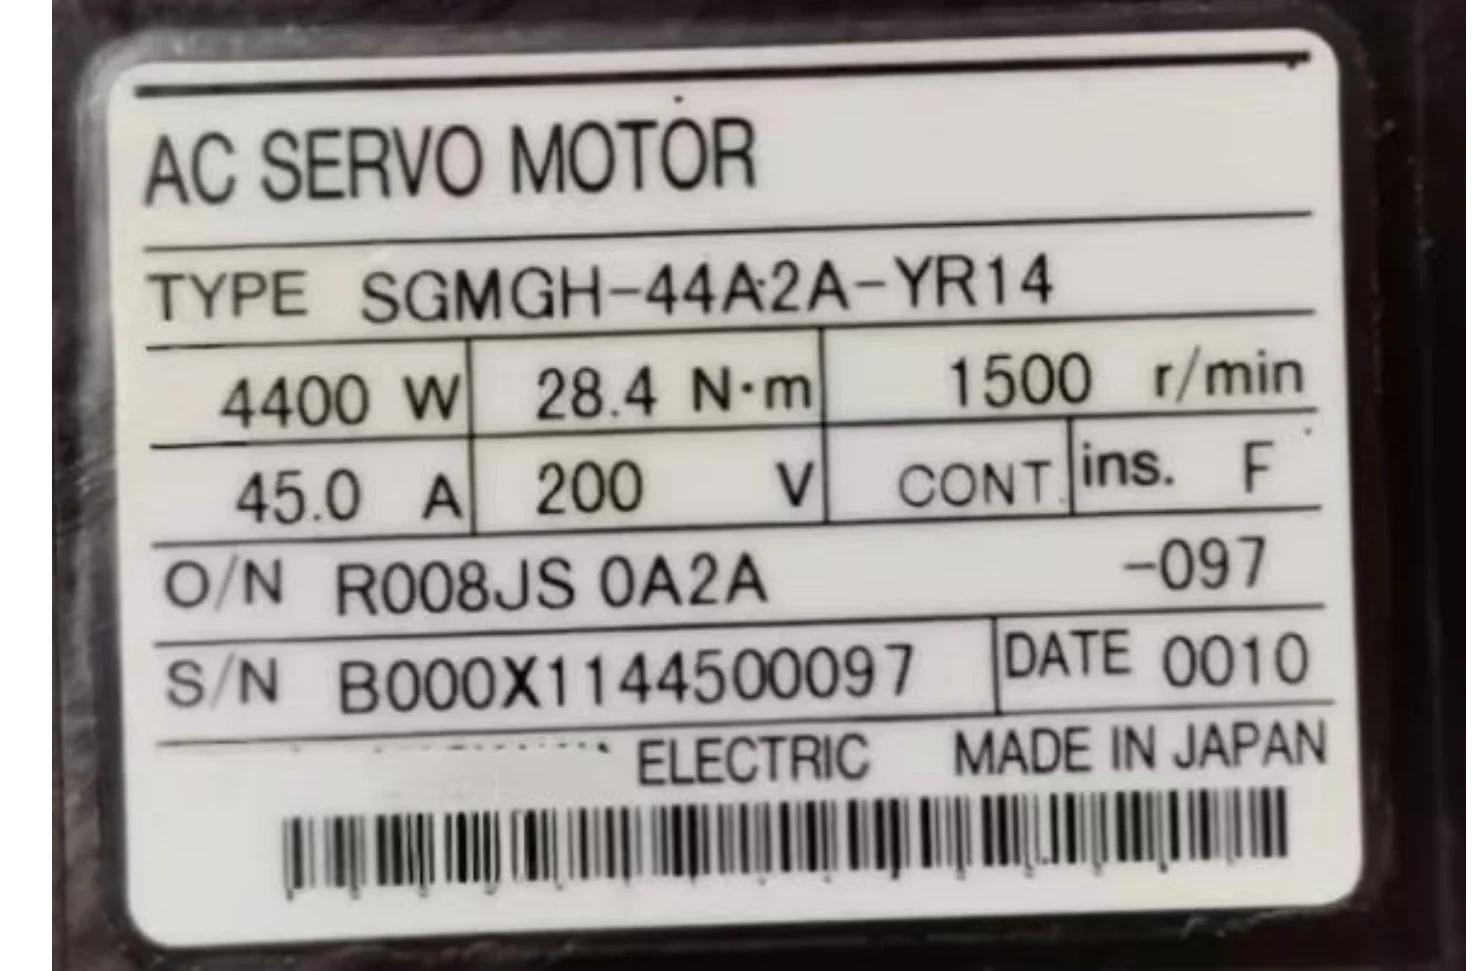 AC SERVO MOTOR
TYPE SGMGH-44A2A-YR14
4400 W 28.4 N·m 1500 r/min
45.0 A 200 V CONT. ins. F
O/N R008JS 0A2A -097
S/N B000X1144500097 DATE 0010
ELECTRIC MADE IN JAPAN